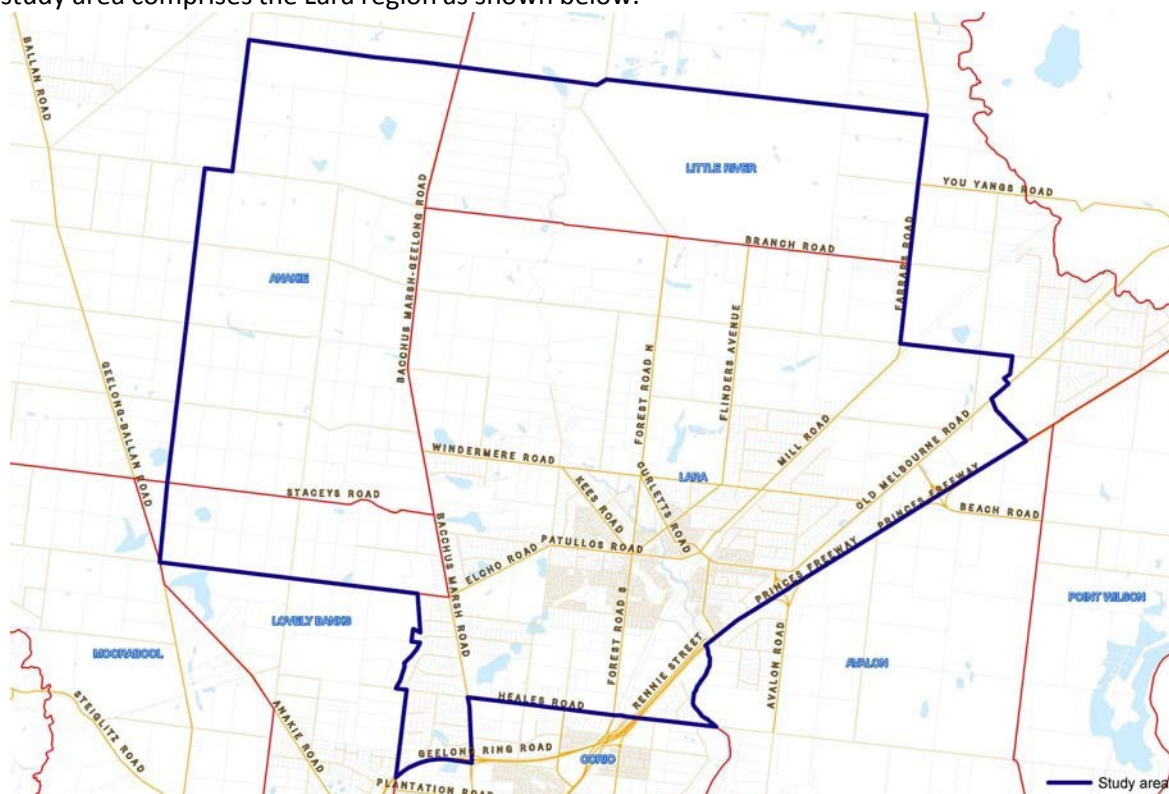 study area comprises the Lara region as shown below.
BALLAN ROAD
LITTLE RIVER
YOU YANGS ROAD
BACCHUS MARSH-GEELONG ROAD
BRANCH ROAD
FARRARS ROAD
ANAKIE
FOREST ROAD N
FLINDERS AVENUE
GEELONG-BALLAN ROAD
MILL ROAD
WINDERMERE ROAD
LARA
OLD MELBOURNE ROAD
KEES ROAD
CURLETTS ROAD
STACEYS ROAD
PRINCES FREEWAY
BEACH ROAD
BACCHUS MARSH ROAD
PATULLOS ROAD
ELCHO ROAD
PRINCES FREEWAY
POINT WILSON
LOVELY BANKS
FOREST ROAD S
MOORABOOL
RENNIE STREET
AVALON ROAD
AVALON
HEALES ROAD
STEIGLITZ ROAD
ANAKIE ROAD
GEELONG RING ROAD
CORIO
PLANTATION ROAD
Study area